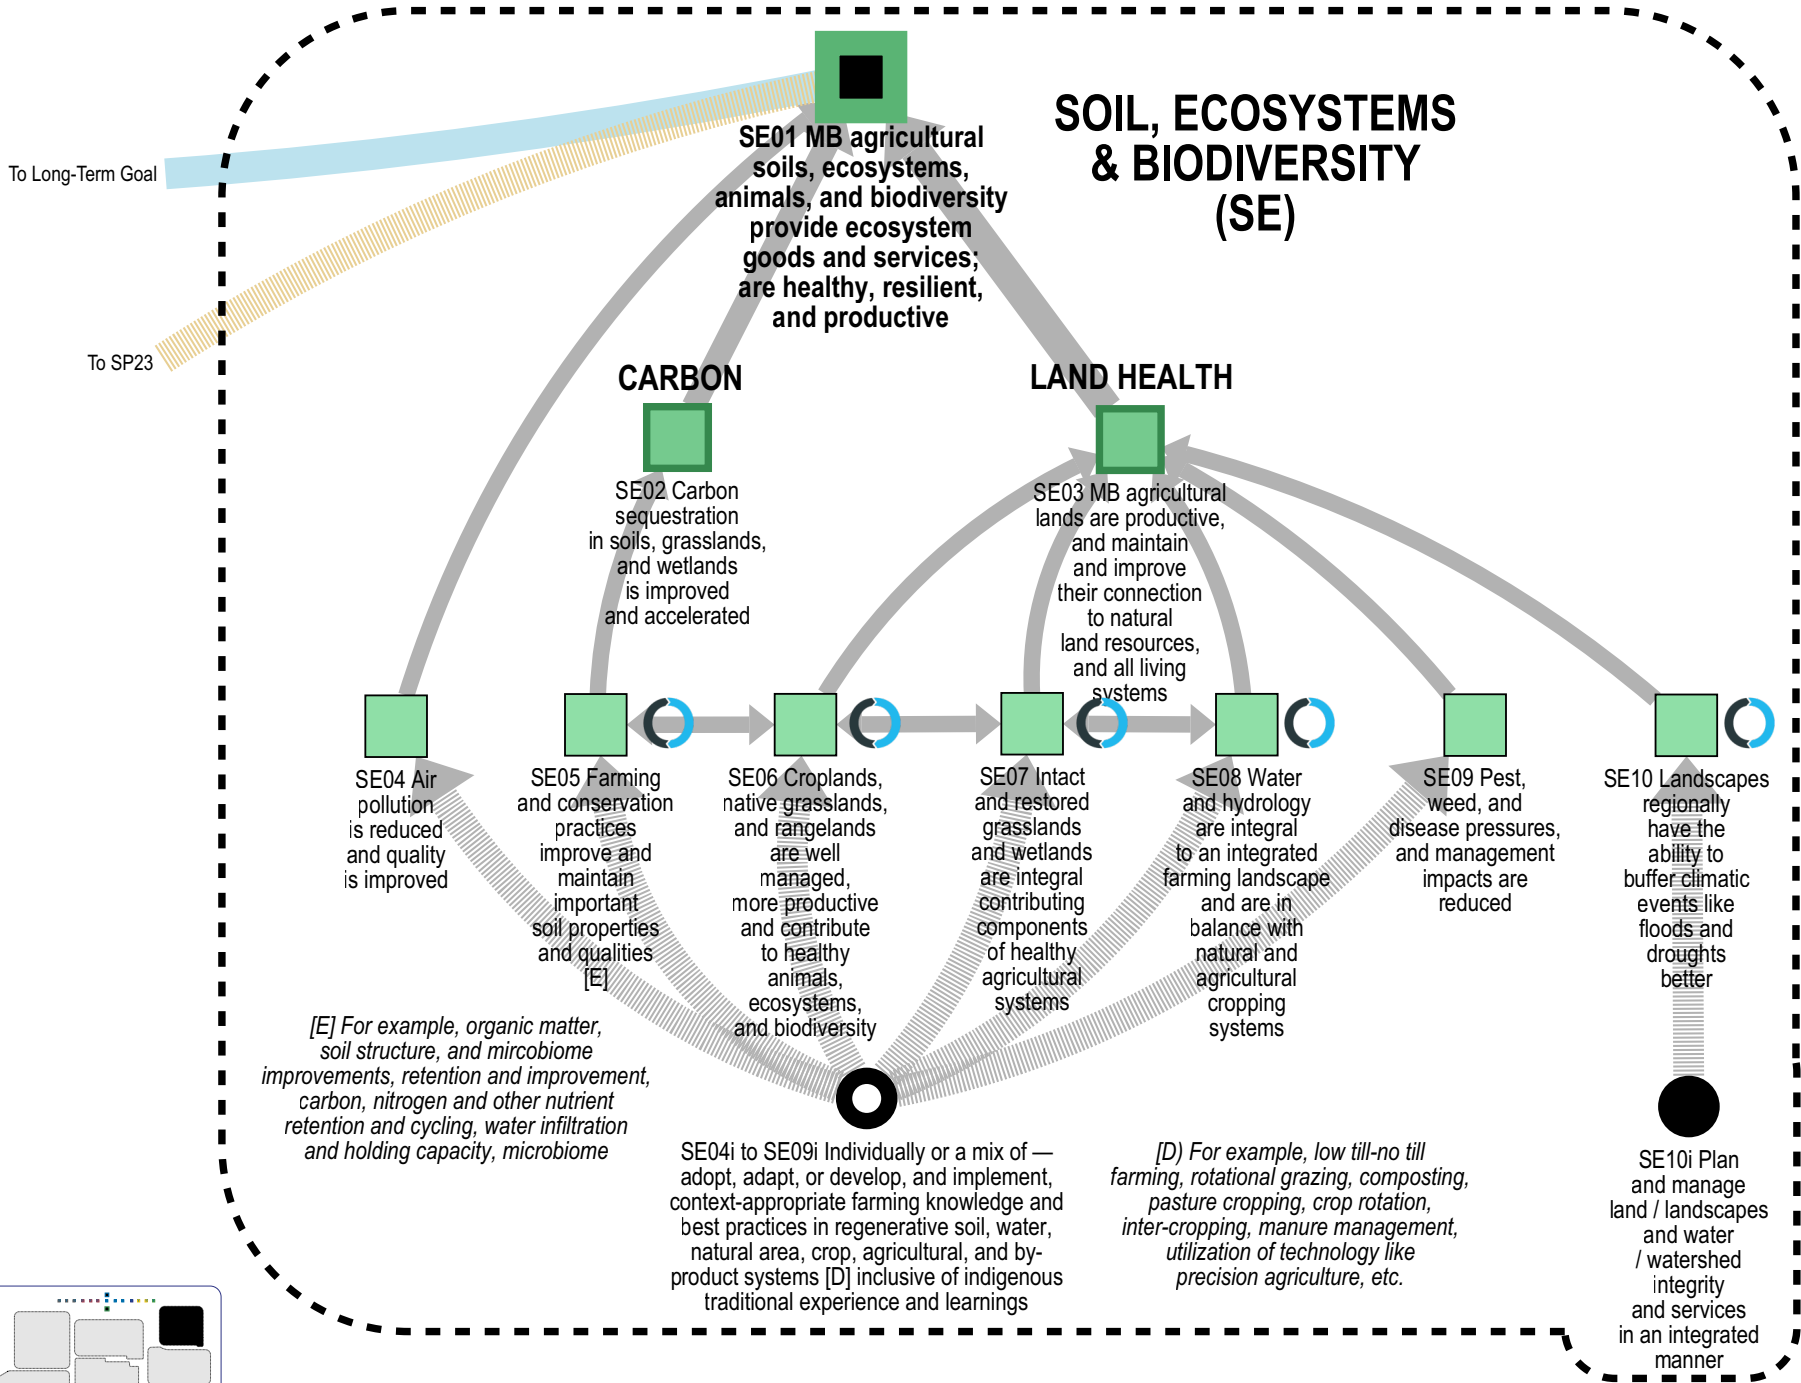 SOIL, ECOSYSTEMS
& BIODIVERSITY
(SE)
To Long-Term Goal
To SP23
SE01 MB agricultural
soils, ecosystems,
animals, and biodiversity
provide ecosystem
goods and services;
are healthy, resilient,
and productive
CARBON
LAND HEALTH
SE02 Carbon
sequestration
in soils, grasslands,
and wetlands
is improved
and accelerated
SE03 MB agricultural
lands are productive,
and maintain
and improve
their connection
to natural
land resources,
and all living
systems
SE04 Air
pollution
is reduced
and quality
is improved
SE05 Farming
and conservation
practices
improve and
maintain
important
soil properties
and qualities
[E]
SE06 Croplands,
native grasslands,
and rangelands
are well
managed,
more productive
and contribute
to healthy
animals,
ecosystems,
and biodiversity
SE07 Intact
and restored
grasslands
and wetlands
are integral
contributing
components
of healthy
agricultural
systems
SE08 Water
and hydrology
are integral
to an integrated
farming landscape
and are in
balance with
natural and
agricultural
cropping
systems
SE09 Pest,
weed, and
disease pressures,
and management
impacts are
reduced
SE10 Landscapes
regionally
have the
ability to
buffer climatic
events like
floods and
droughts
better
[E] For example, organic matter,
soil structure, and mircobiome
improvements, retention and improvement,
carbon, nitrogen and other nutrient
retention and cycling, water infiltration
and holding capacity, microbiome
SE04i to SE09i Individually or a mix of —
adopt, adapt, or develop, and implement,
context-appropriate farming knowledge and
best practices in regenerative soil, water,
natural area, crop, agricultural, and by-
product systems [D] inclusive of indigenous
traditional experience and learnings
[D) For example, low till-no till
farming, rotational grazing, composting,
pasture cropping, crop rotation,
inter-cropping, manure management,
utilization of technology like
precision agriculture, etc.
SE10i Plan
and manage
land / landscapes
and water
/ watershed
integrity
and services
in an integrated
manner